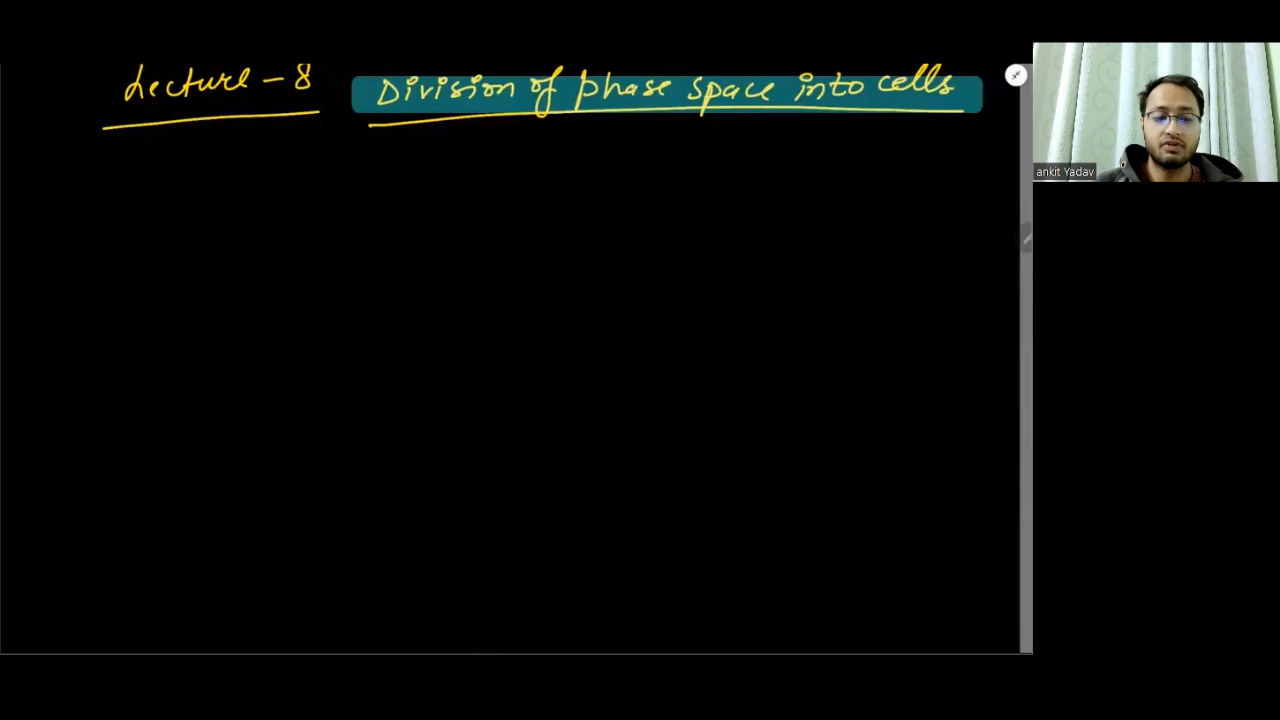 Lecture - 8 Division of phase space into cells
ankit Yadav